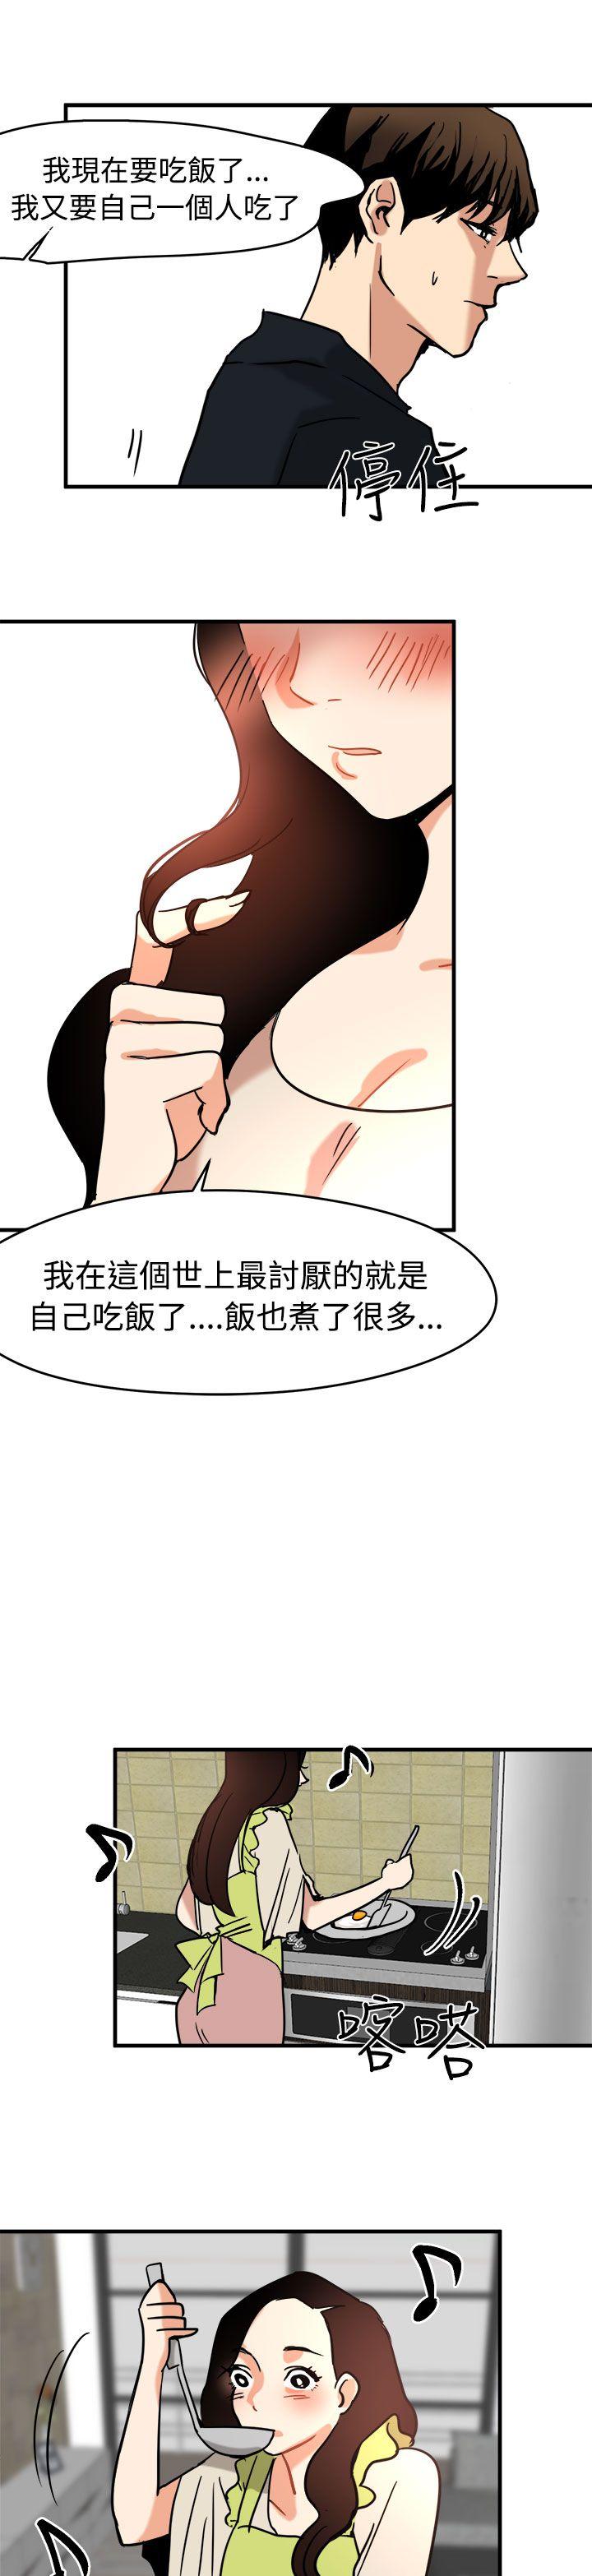 我現在要吃飯了...
我又要自己一個人吃了
停住
我在這個世上最討厭的就是
自己吃飯了....飯也煮了很多...
喀嗒